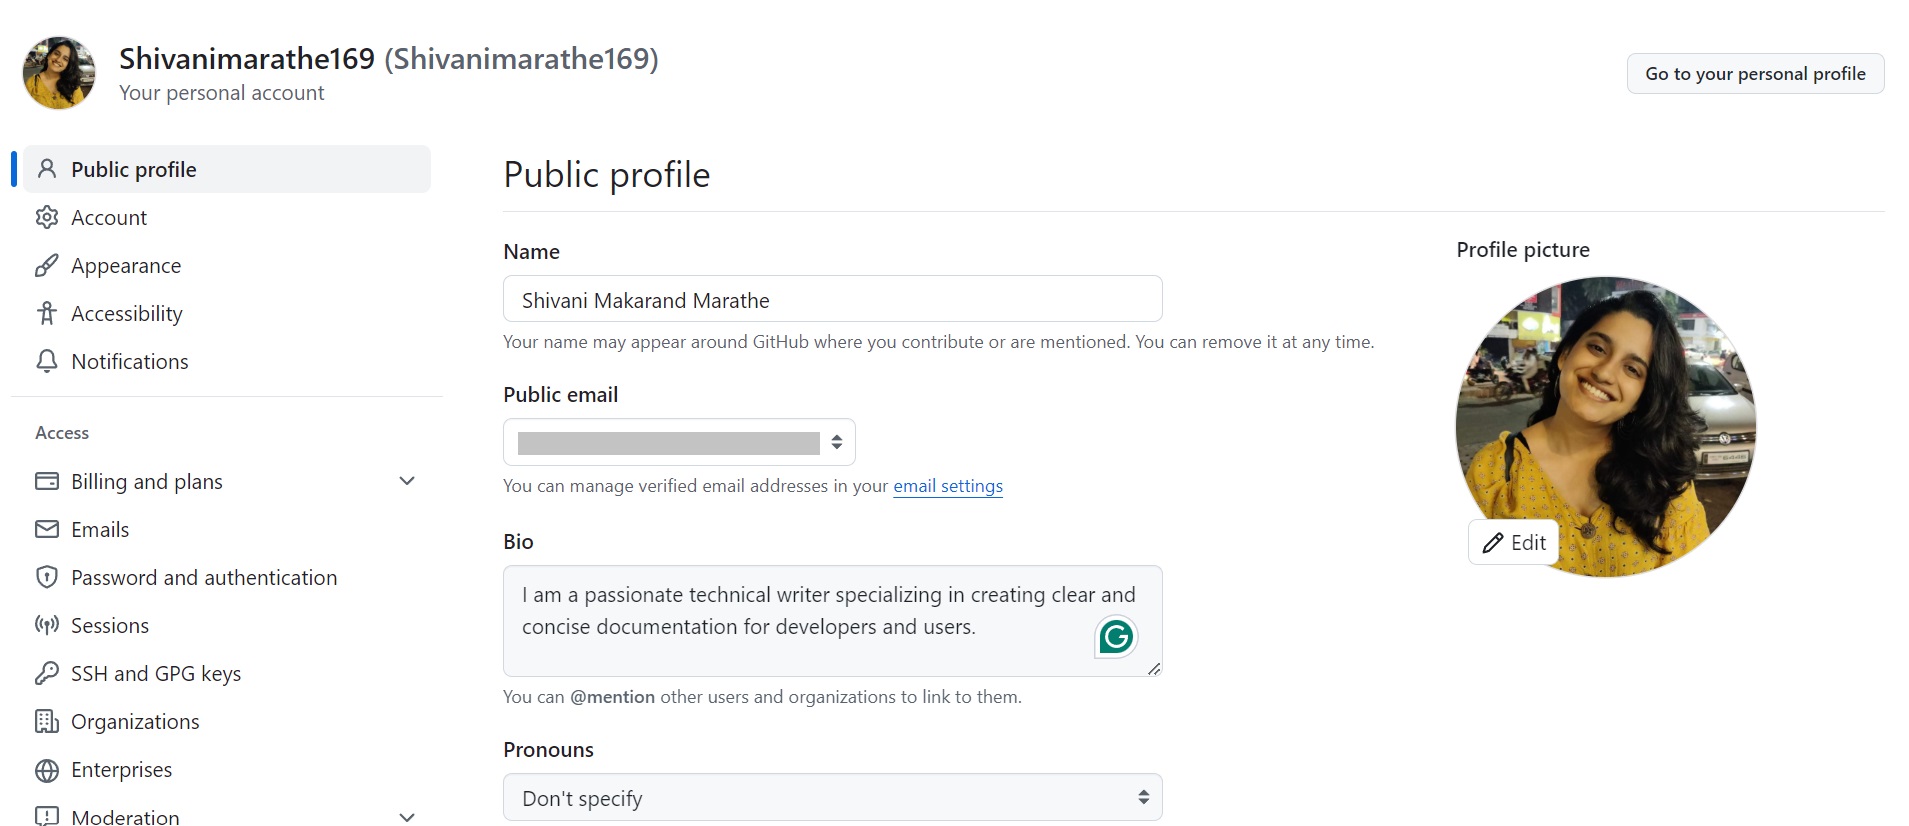 Shivanimarathe169 (Shivanimarathe169)
Your personal account
Go to your personal profile
Public profile
Account
Appearance
Accessibility
Notifications
Access
Billing and plans
Emails
Password and authentication
Sessions
SSH and GPG keys
Organizations
Enterprises
Moderation
Public profile
Name
Shivani Makarand Marathe
Your name may appear around GitHub where you contribute or are mentioned. You can remove it at any time.
Public email
You can manage verified email addresses in your email settings
Bio
I am a passionate technical writer specializing in creating clear and
concise documentation for developers and users.
You can @mention other users and organizations to link to them.
Pronouns
Don't specify
Profile picture
Edit